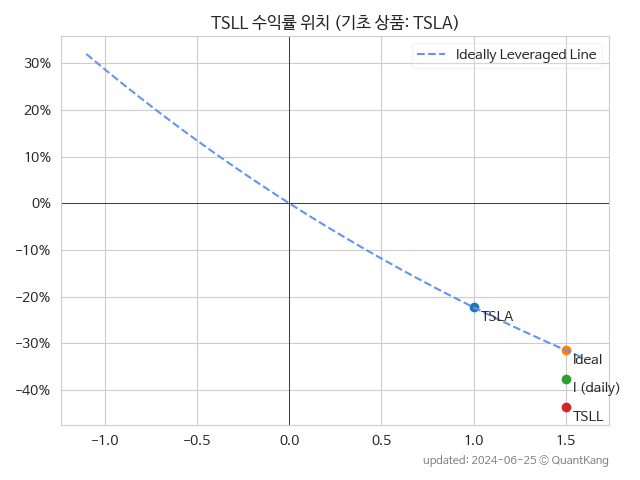 TSLL 수익률 위치 (기초 상품: TSLA)
Ideally Leveraged Line
30%
20%
10%
0%
−10%
−20%
−30%
−40%
TSLA
Ideal
I (daily)
TSLL
−1.0 −0.5 0.0 0.5 1.0 1.5
updated: 2024-06-25 © QuantKang